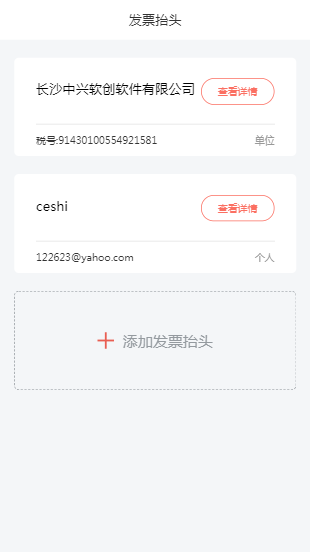 发票抬头
长沙中兴软创软件有限公司
查看详情
税号:91430100554921581
单位
ceshi
查看详情
122623@yahoo.com
个人
添加发票抬头